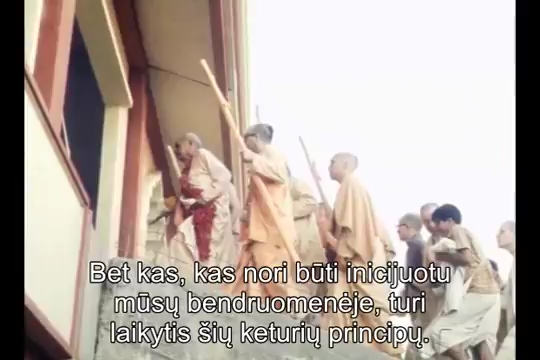 Bet kas, kas nori būti inicijuotu
mūsų bendruomenėje, turi
laikytis šių keturių principų.